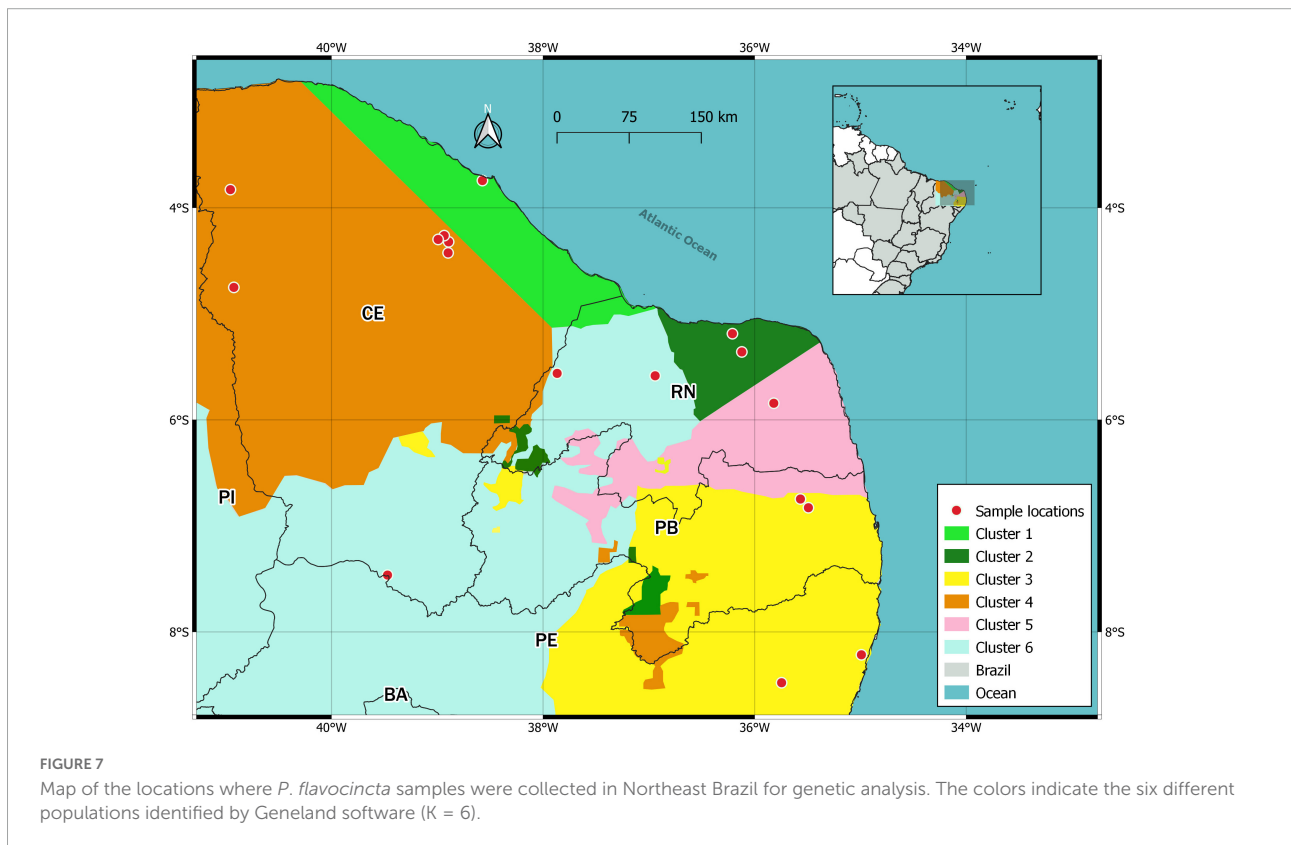 40°W 38°W 36°W 34°W
N
0 75 150 km
4°S 4°S
Atlantic Ocean
CE
RN
6°S 6°S
PI
PB
Sample locations
Cluster 1
Cluster 2
Cluster 3
Cluster 4
Cluster 5
Cluster 6
Brazil
Ocean
8°S 8°S
PE
BA
40°W 38°W 36°W 34°W
FIGURE 7
Map of the locations where P. flavocincta samples were collected in Northeast Brazil for genetic analysis. The colors indicate the six different
populations identified by Geneland software (K = 6).